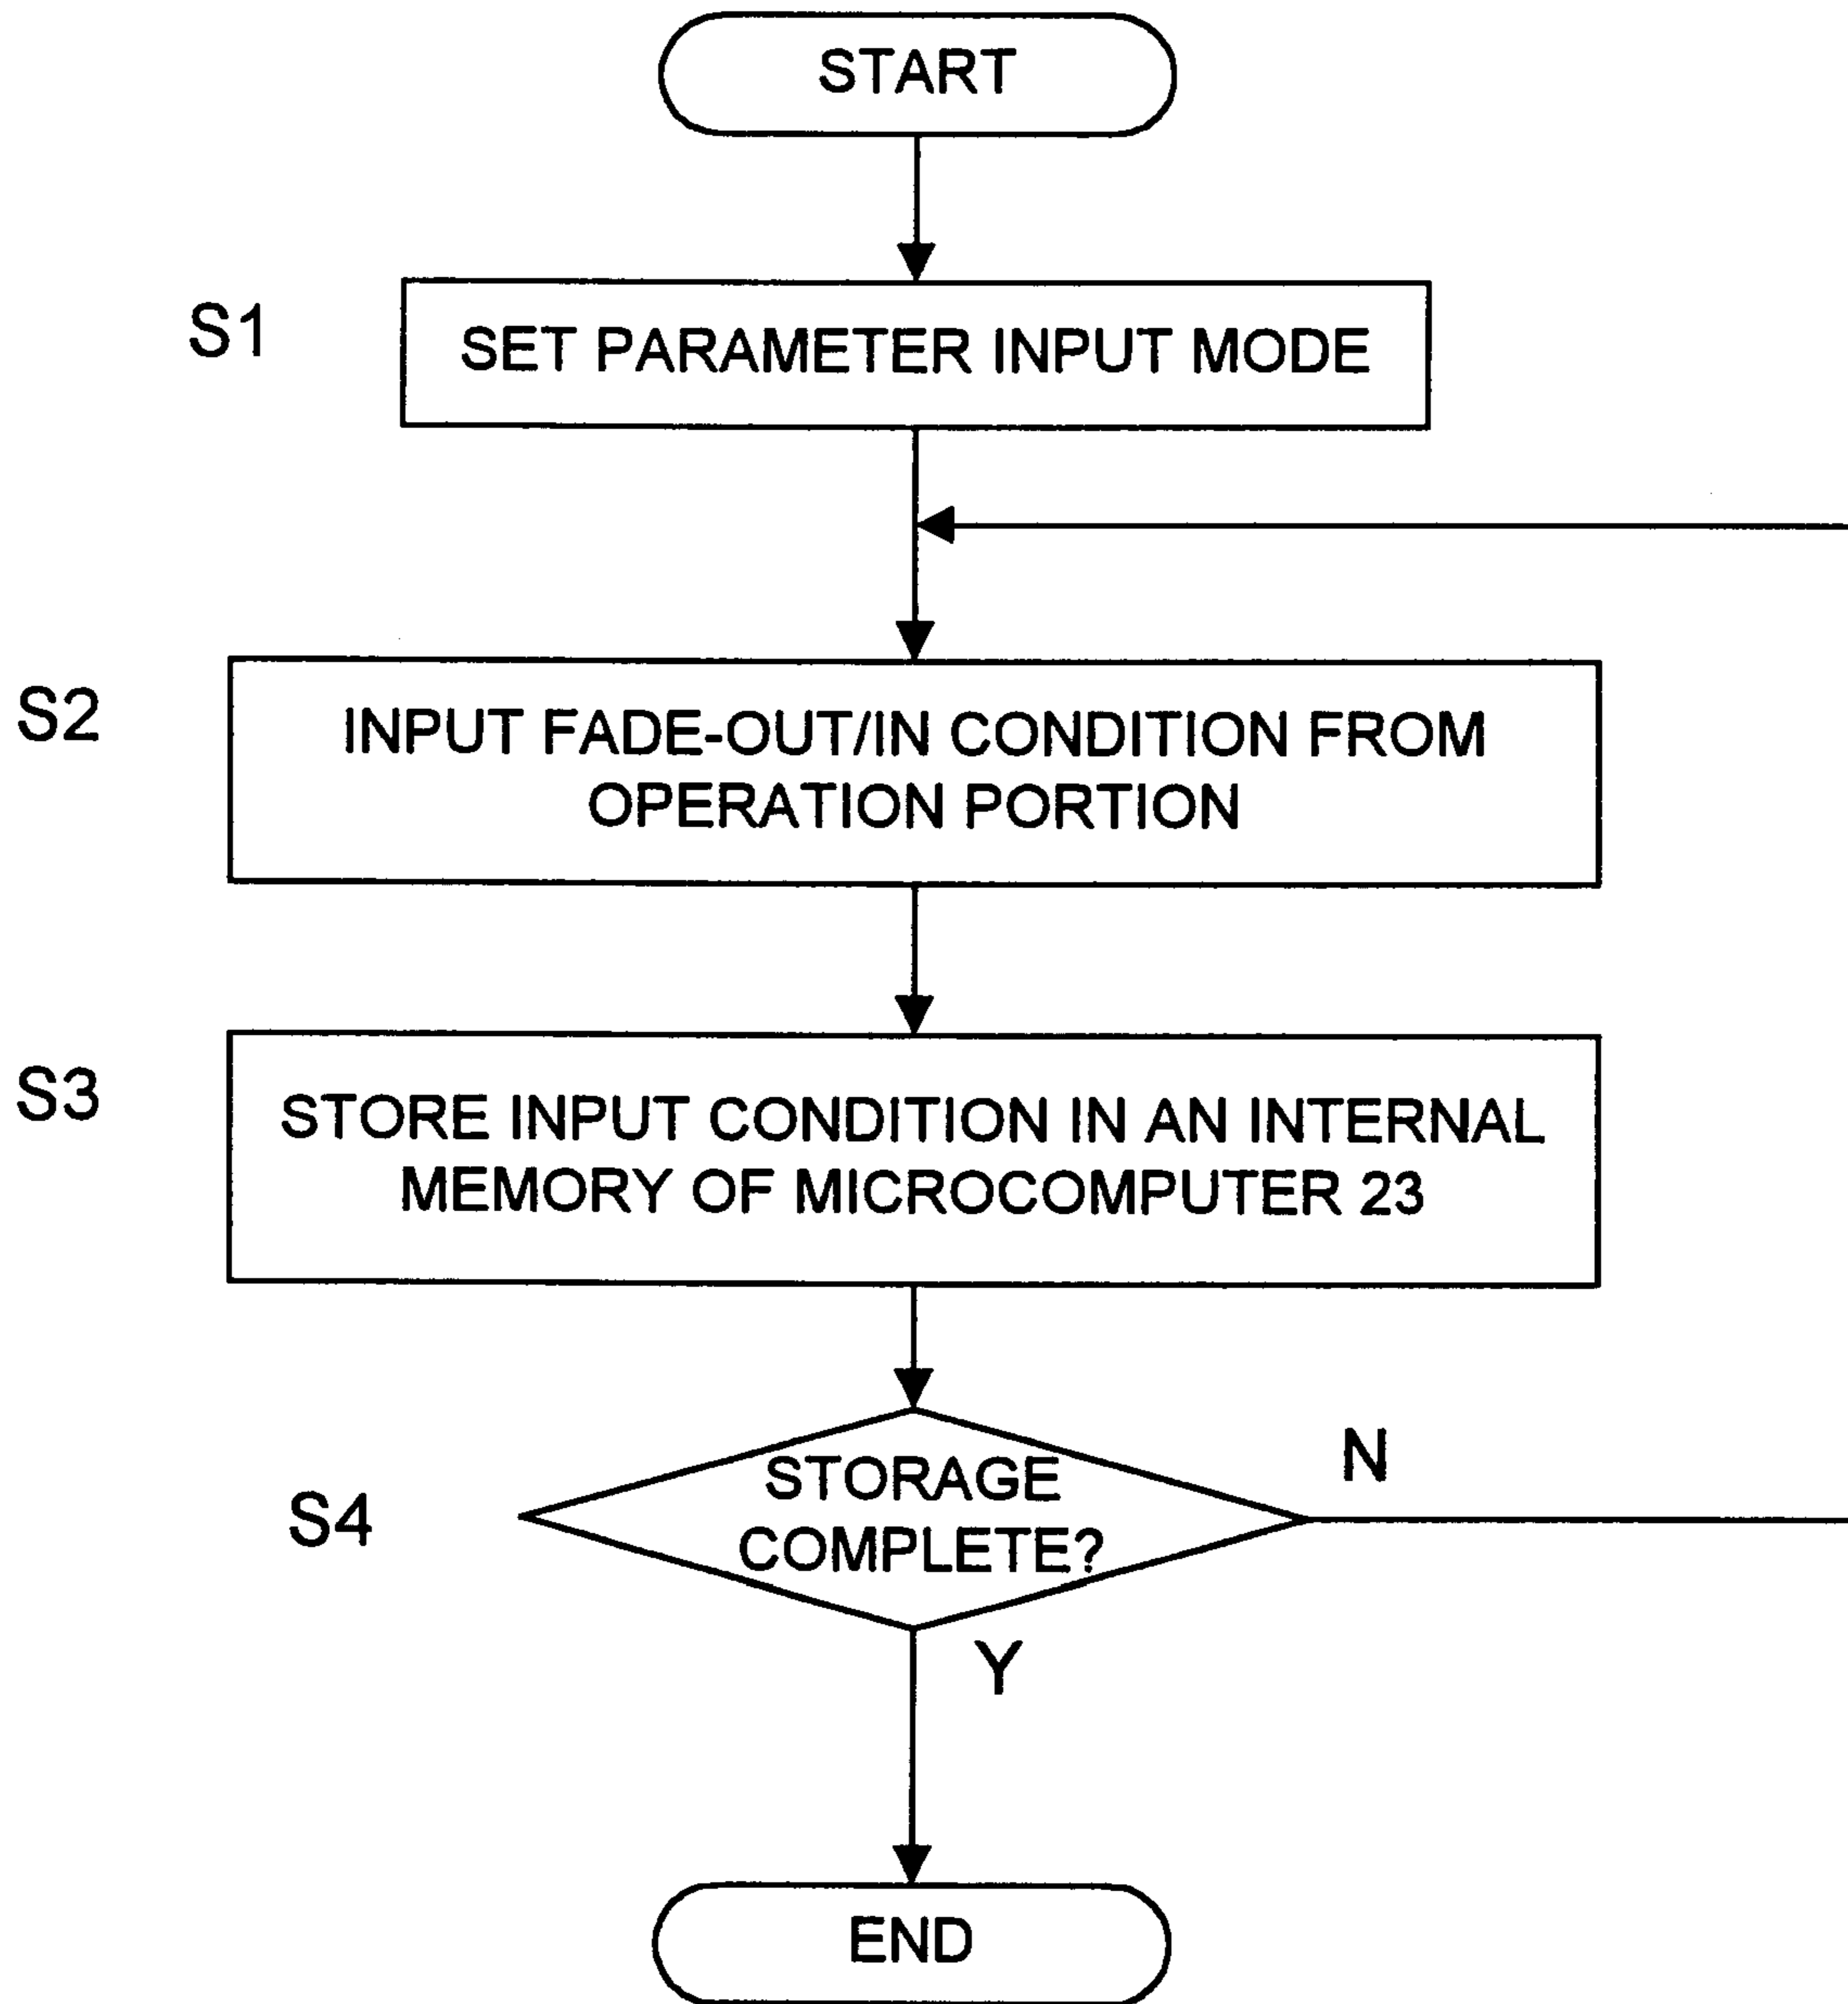 START
S1
SET PARAMETER INPUT MODE
S2
INPUT FADE-OUT/IN CONDITION FROM
OPERATION PORTION
S3
STORE INPUT CONDITION IN AN INTERNAL
MEMORY OF MICROCOMPUTER 23
S4
STORAGE
COMPLETE?
N
Y
END